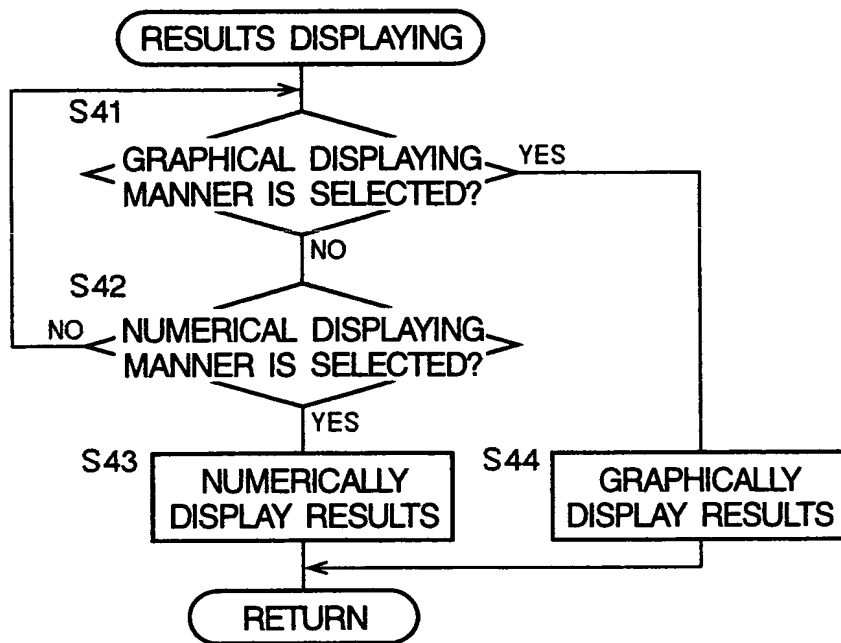 RESULTS DISPLAYING
S41
GRAPHICAL DISPLAYING
MANNER IS SELECTED?
YES
NO
S42
NO
NUMERICAL DISPLAYING
MANNER IS SELECTED?
YES
S43
NUMERICALLY
DISPLAY RESULTS
S44
GRAPHICALLY
DISPLAY RESULTS
RETURN